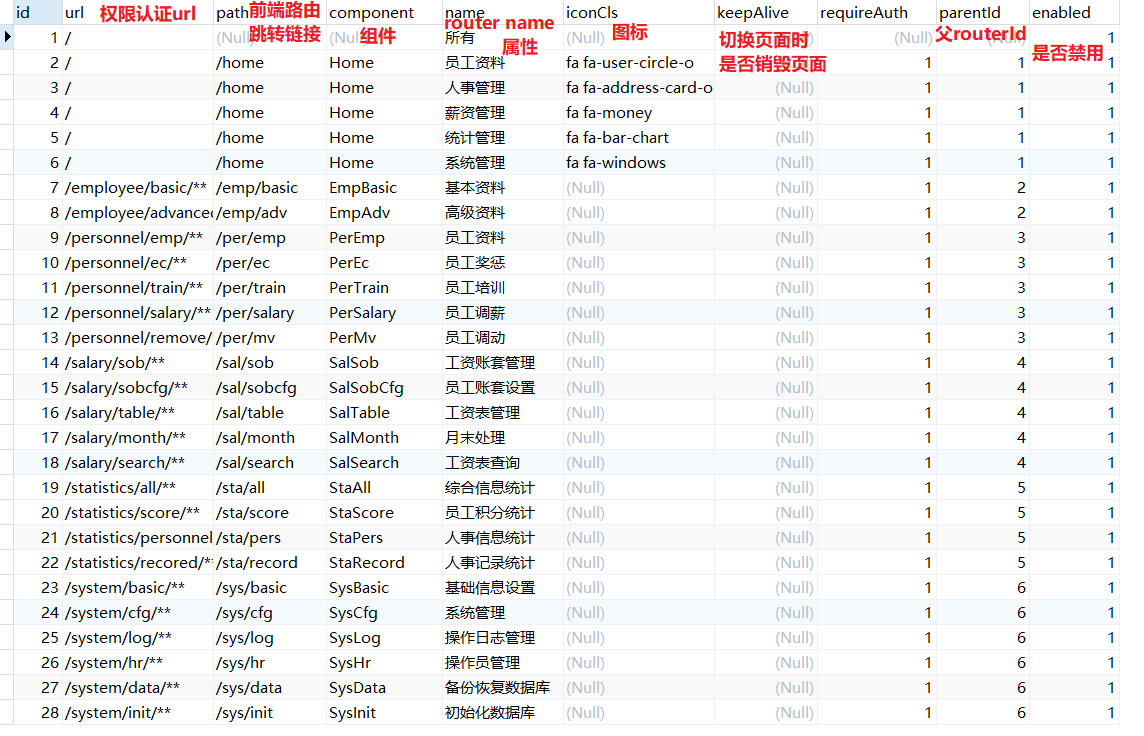 id url 权限认证url path 前端路由 component name iconCls keepAlive requireAuth parentId enabled
跳转链接 组件 router name 图标 切换页面时 父routerId
属性 是否销毁页面 是否禁用
1 / (Null) (Null) 所有 (Null) (Null) 1
2 / /home Home 员工资料 fa fa-user-circle-o 1 1 1
3 / /home Home 人事管理 fa fa-address-card-o (Null) 1 1 1
4 / /home Home 薪资管理 fa fa-money (Null) 1 1 1
5 / /home Home 统计管理 fa fa-bar-chart (Null) 1 1 1
6 / /home Home 系统管理 fa fa-windows (Null) 1 1 1
7 /employee/basic/** /emp/basic EmpBasic 基本资料 (Null) (Null) 1 2 1
8 /employee/advanced /emp/adv EmpAdv 高级资料 (Null) (Null) 1 2 1
9 /personnel/emp/** /per/emp PerEmp 员工资料 (Null) (Null) 1 3 1
10 /personnel/ec/** /per/ec PerEc 员工奖惩 (Null) (Null) 1 3 1
11 /personnel/train/** /per/train PerTrain 员工培训 (Null) (Null) 1 3 1
12 /personnel/salary/** /per/salary PerSalary 员工调薪 (Null) (Null) 1 3 1
13 /personnel/remove/ /per/mv PerMv 员工调动 (Null) (Null) 1 3 1
14 /salary/sob/** /sal/sob SalSob 工资账套管理 (Null) (Null) 1 4 1
15 /salary/sobcfg/** /sal/sobcfg SalSobCfg 员工账套设置 (Null) (Null) 1 4 1
16 /salary/table/** /sal/table SalTable 工资表管理 (Null) (Null) 1 4 1
17 /salary/month/** /sal/month SalMonth 月末处理 (Null) (Null) 1 4 1
18 /salary/search/** /sal/search SalSearch 工资表查询 (Null) (Null) 1 4 1
19 /statistics/all/** /sta/all StaAll 综合信息统计 (Null) (Null) 1 5 1
20 /statistics/score/** /sta/score StaScore 员工积分统计 (Null) (Null) 1 5 1
21 /statistics/personnel /sta/pers StaPers 人事信息统计 (Null) (Null) 1 5 1
22 /statistics/recored/* /sta/record StaRecord 人事记录统计 (Null) (Null) 1 5 1
23 /system/basic/** /sys/basic SysBasic 基础信息设置 (Null) (Null) 1 6 1
24 /system/cfg/** /sys/cfg SysCfg 系统管理 (Null) (Null) 1 6 1
25 /system/log/** /sys/log SysLog 操作日志管理 (Null) (Null) 1 6 1
26 /system/hr/** /sys/hr SysHr 操作员管理 (Null) (Null) 1 6 1
27 /system/data/** /sys/data SysData 备份恢复数据库 (Null) (Null) 1 6 1
28 /system/init/** /sys/init SysInit 初始化数据库 (Null) (Null) 1 6 1